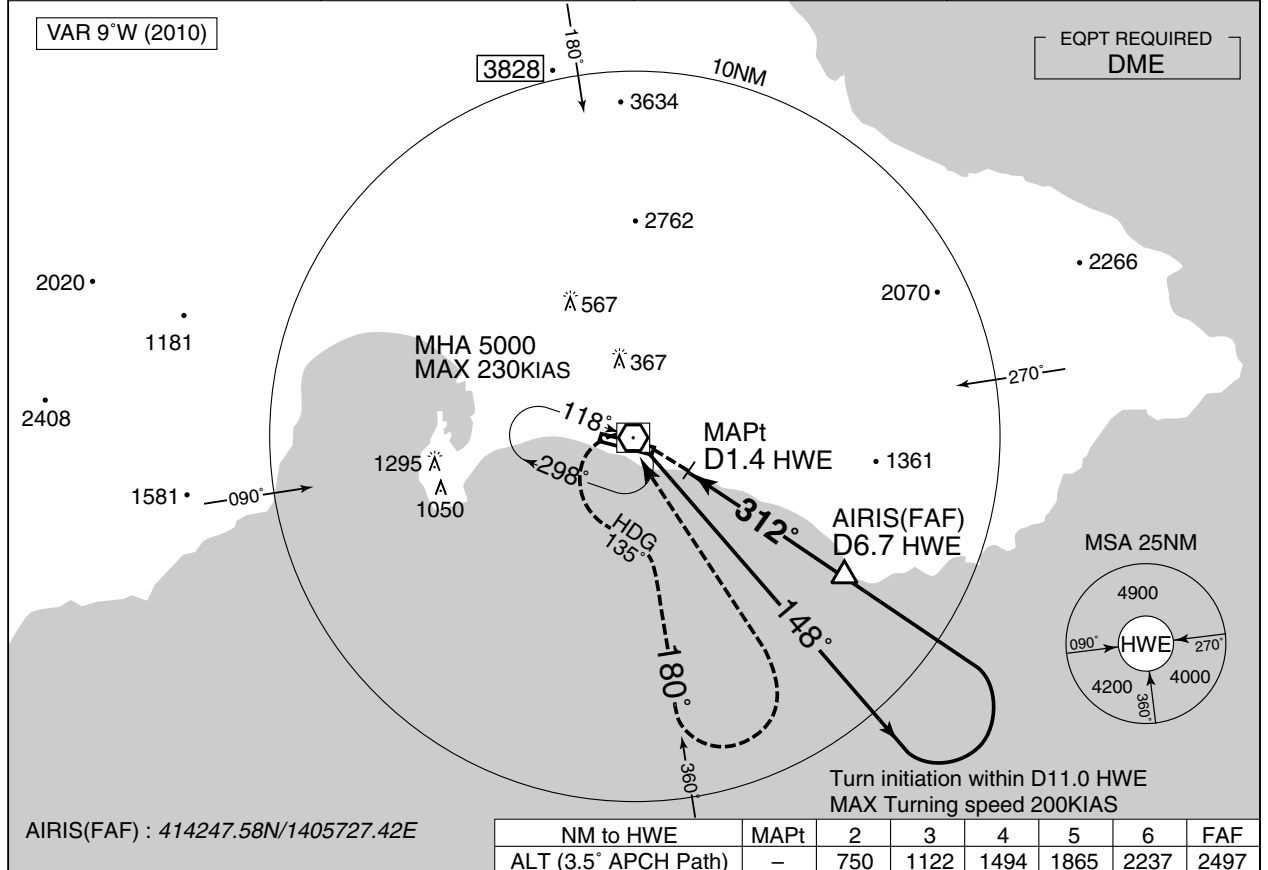 VAR 9°W (2010)
EQPT REQUIRED
DME
180°
3828
10NM
3634
2762
2266
2020
2070
567
1181
MHA 5000
MAX 230KIAS
367
270°
2408
118°
MAPt
D1.4 HWE
1295
1361
298°
1581
090°
1050
312°
AIRIS(FAF)
D6.7 HWE
HDG
135°
MSA 25NM
4900
148°
090°
HWE
270°
180°
4200
4000
360°
360°
Turn initiation within D11.0 HWE
MAX Turning speed 200KIAS
AIRIS(FAF) : 414247.58N/1405727.42E
NM to HWE MAPt 2 3 4 5 6 FAF
ALT (3.5° APCH Path) – 750 1122 1494 1865 2237 2497